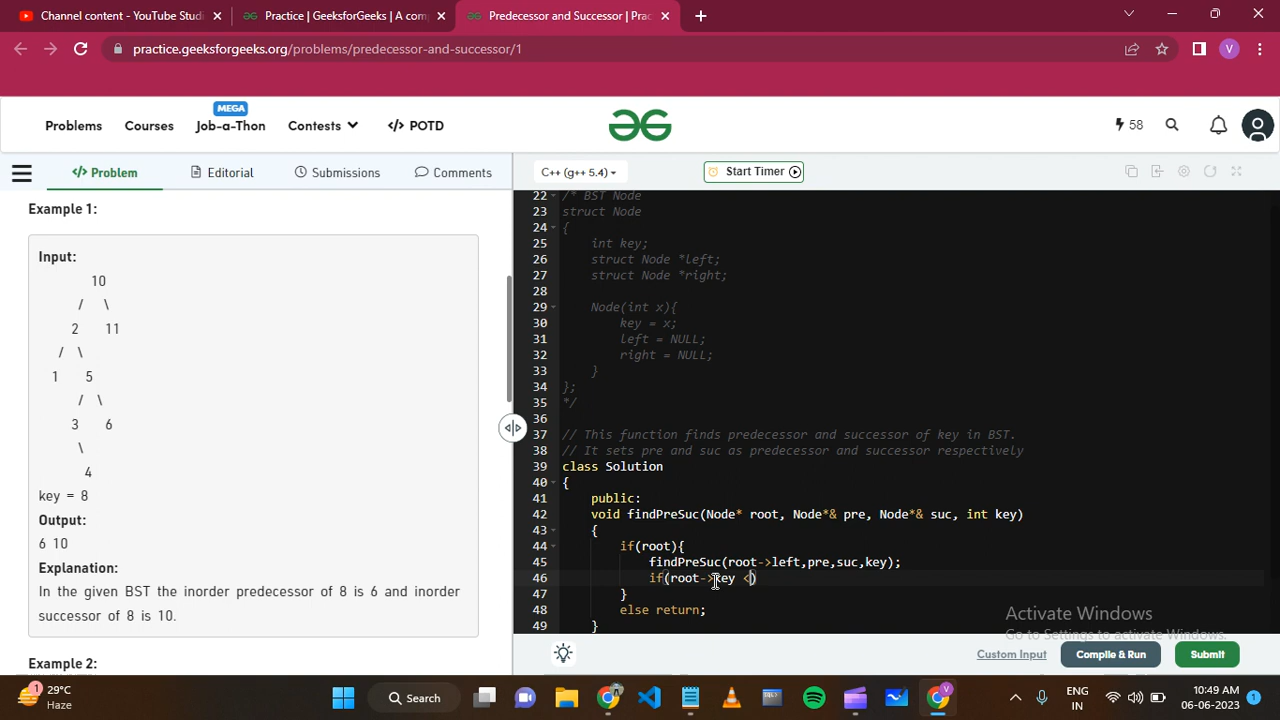 Channel content - YouTube Studi
Practice | GeeksforGeeks | A com
Predecessor and Successor | Prac
practice.geeksforgeeks.org/problems/predecessor-and-successor/1
V
MEGA
Problems
Courses
Job-a-Thon
Contests
</> POTD
58
</> Problem
Editorial
Submissions
Comments
C++ (g++ 5.4)
Start Timer
Example 1:
Input:
10
/ \
2 11
/ \
1 5
/ \
3 6
\
4
key = 8
Output:
6 10
Explanation:
In the given BST the inorder predecessor of 8 is 6 and inorder
successor of 8 is 10.
Example 2:
22 /* BST Node
23 struct Node
24 {
25 int key;
26 struct Node *left;
27 struct Node *right;
28
29 Node(int x){
30 key = x;
31 left = NULL;
32 right = NULL;
33 }
34 };
35 */
36
37 // This function finds predecessor and successor of key in BST.
38 // It sets pre and suc as predecessor and successor respectively
39 class Solution
40 {
41 public:
42 void findPreSuc(Node* root, Node*& pre, Node*& suc, int key)
43 {
44 if(root){
45 findPreSuc(root->left,pre,suc,key);
46 if(root->key <)
47 }
48 else return;
49 }
Activate Windows
Go to Settings to activate Windows.
Custom Input
Compile & Run
Submit
1
29°C
Haze
Search
V
ENG
IN
10:49 AM
06-06-2023
1